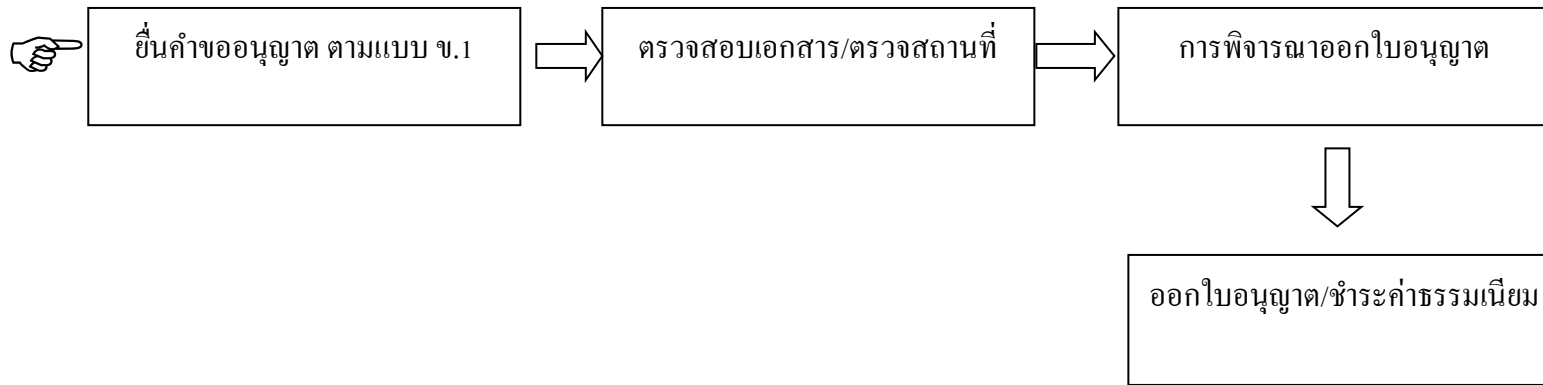 ยื่นคำขออนุญาต ตามแบบ ข.1
ตรวจสอบเอกสาร/ตรวจสถานที่
การพิจารณาออกใบอนุญาต
ออกใบอนุญาต/ชำระค่าธรรมเนียม